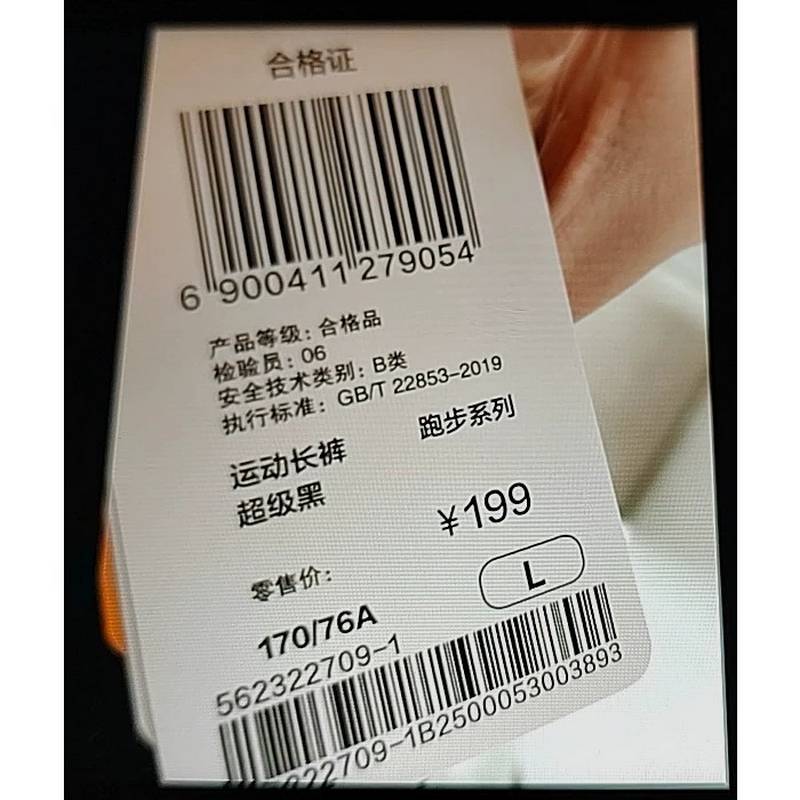 合格证
6 900411 279054
产品等级: 合格品
检验员: 06
安全技术类别: B类
执行标准: GB/T 22853-2019
运动长裤 跑步系列
超级黑
¥199
零售价:
L
170/76A
562322709-1
22709-1B2500053003893